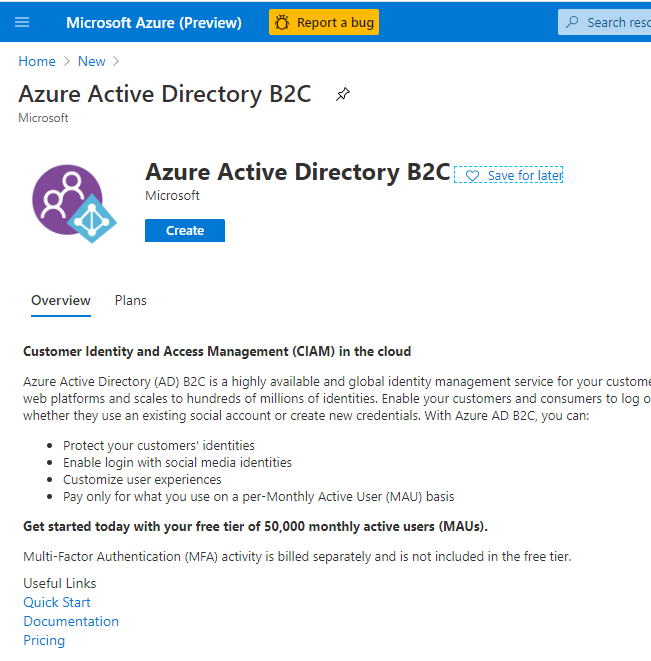 Microsoft Azure (Preview) Report a bug Search
Home > New >
Azure Active Directory B2C
Microsoft
Azure Active Directory B2C Save for later
Microsoft
Create
Overview Plans
Customer Identity and Access Management (CIAM) in the cloud
Azure Active Directory (AD) B2C is a highly available and global identity management service for your
web platforms and scales to hundreds of millions of identities. Enable your customers and consumers to log
whether they use an existing social account or create new credentials. With Azure AD B2C, you can:
• Protect your customers' identities
• Enable login with social media identities
• Customize user experiences
• Pay only for what you use on a per-Monthly Active User (MAU) basis
Get started today with your free tier of 50,000 monthly active users (MAUs).
Multi-Factor Authentication (MFA) activity is billed separately and is not included in the free tier.
Useful Links
Quick Start
Documentation
Pricing